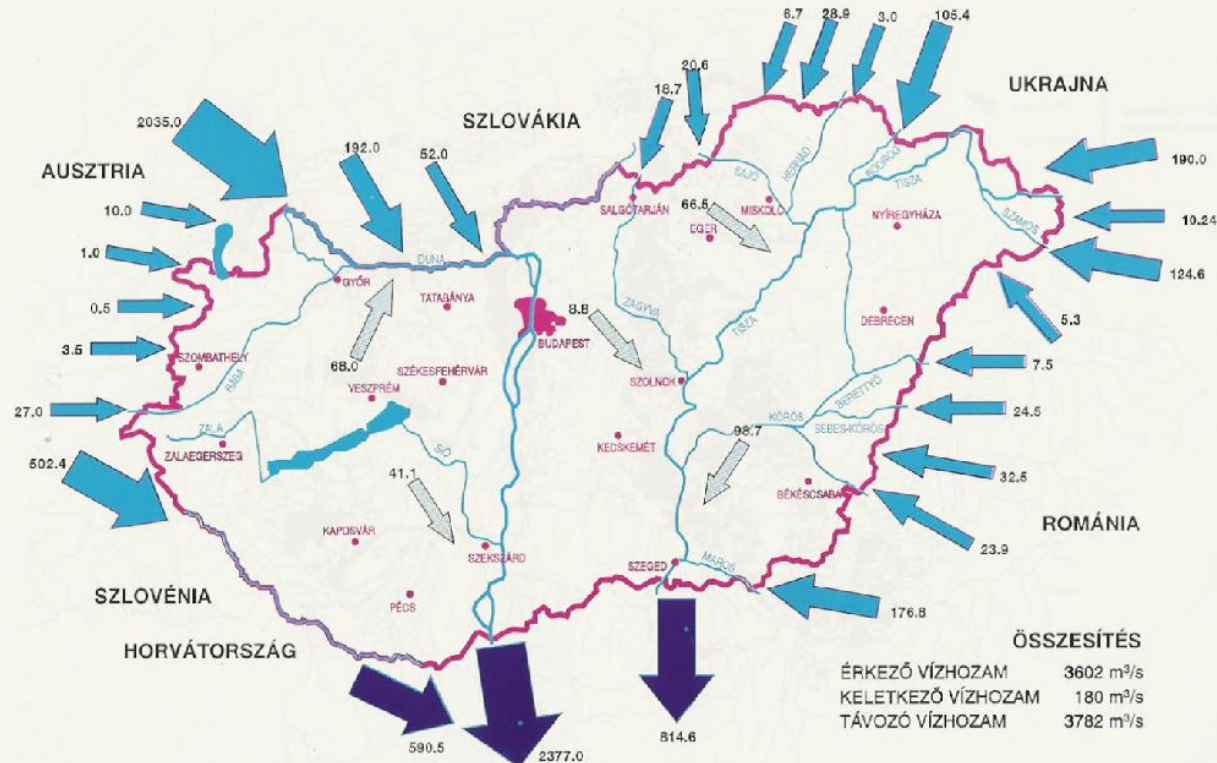 6.7
28.9
3.0
105.4
20.6
18.7
UKRAJNA
SZLOVÁKIA
2035.0
192.0
52.0
190.0
AUSZTRIA
10.0
1.0
0.5
3.5
27.0
502.4
10.24
124.6
5.3
7.5
24.5
32.5
23.9
176.8
SAJÓ
HERNÁD
BODROG
TISZA
SZAMOS
SALGÓTARJÁN
66.5
MISKOLC
EGER
NYÍREGYHÁZA
DUNA
GYŐR
TATABÁNYA
ZAGYVA
TISZA
8.8
BUDAPEST
DEBRECEN
SZOMBATHELY
RÁBA
68.0
SZÉKESFEHÉRVÁR
VESZPRÉM
SZOLNOK
BERETTYÓ
KÖRÖS
SEBES-KÖRÖS
ZALA
ZALAEGERSZEG
SIÓ
KECSKEMÉT
98.7
41.1
BÉKÉSCSABA
KAPOSVÁR
SZEKSZÁRD
ROMÁNIA
SZEGED
MAROS
SZLOVÉNIA
PÉCS
HORVÁTORSZÁG
590.5
2377.0
814.6
ÖSSZESÍTÉS
ÉRKEZŐ VÍZHOZAM 3602 m³/s
KELETKEZŐ VÍZHOZAM 180 m³/s
TÁVOZÓ VÍZHOZAM 3782 m³/s